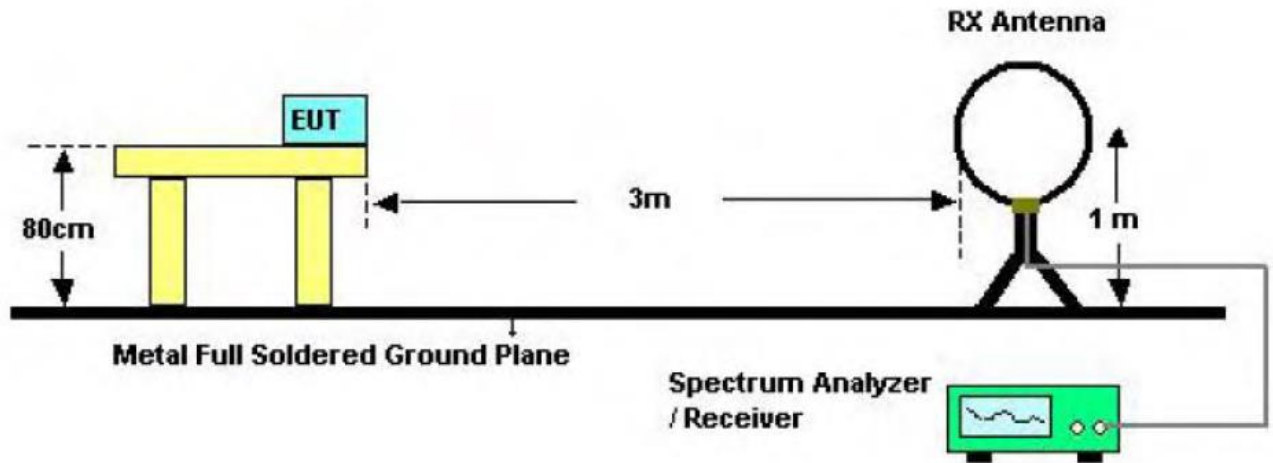 RX Antenna
EUT
80cm
3m
1 m
Metal Full Soldered Ground Plane
Spectrum Analyzer
/ Receiver